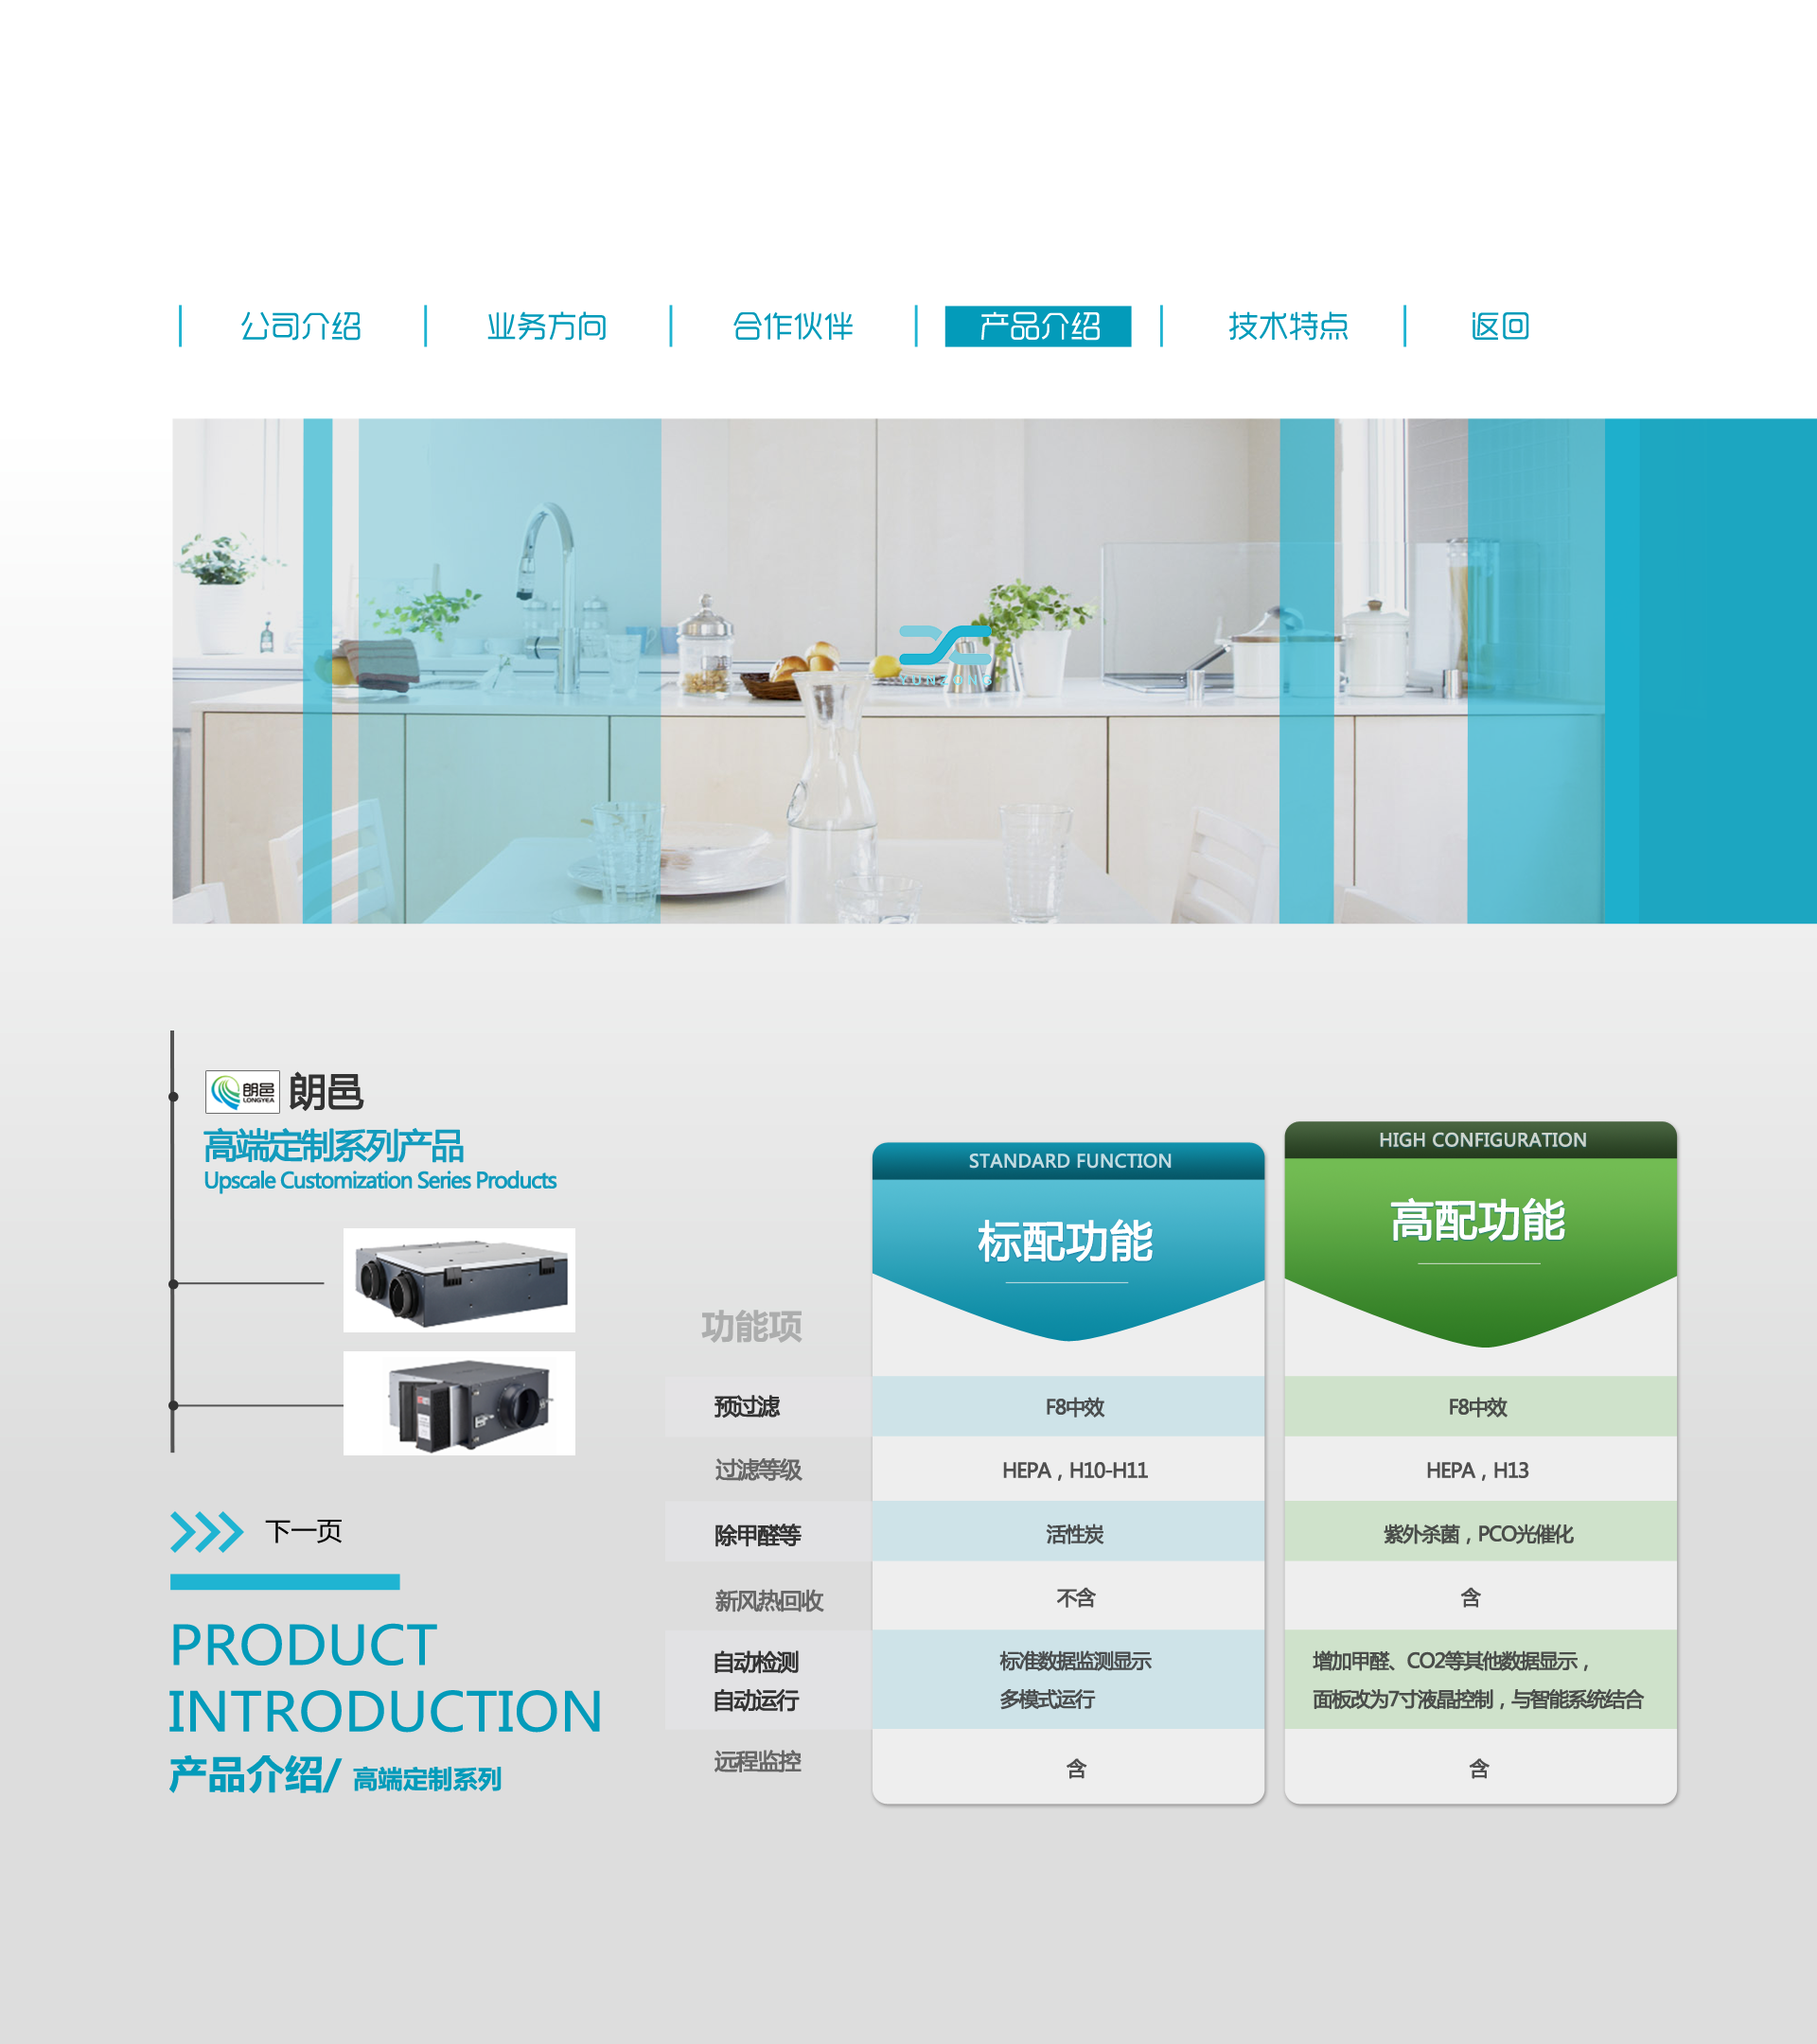 公司介绍
业务方向
合作伙伴
产品介绍
技术特点
返回
YUNZONG
朗邑
LONGYEA
朗邑
高端定制系列产品
Upscale Customization Series Products
下一页
PRODUCT
INTRODUCTION
产品介绍/ 高端定制系列
STANDARD FUNCTION
HIGH CONFIGURATION
标配功能
高配功能
功能项
预过滤
F8中效
F8中效
过滤等级
HEPA，H10-H11
HEPA，H13
除甲醛等
活性炭
紫外杀菌，PCO光催化
新风热回收
不含
含
自动检测
自动运行
标准数据监测显示
多模式运行
增加甲醛、CO2等其他数据显示，
面板改为7寸液晶控制，与智能系统结合
远程监控
含
含